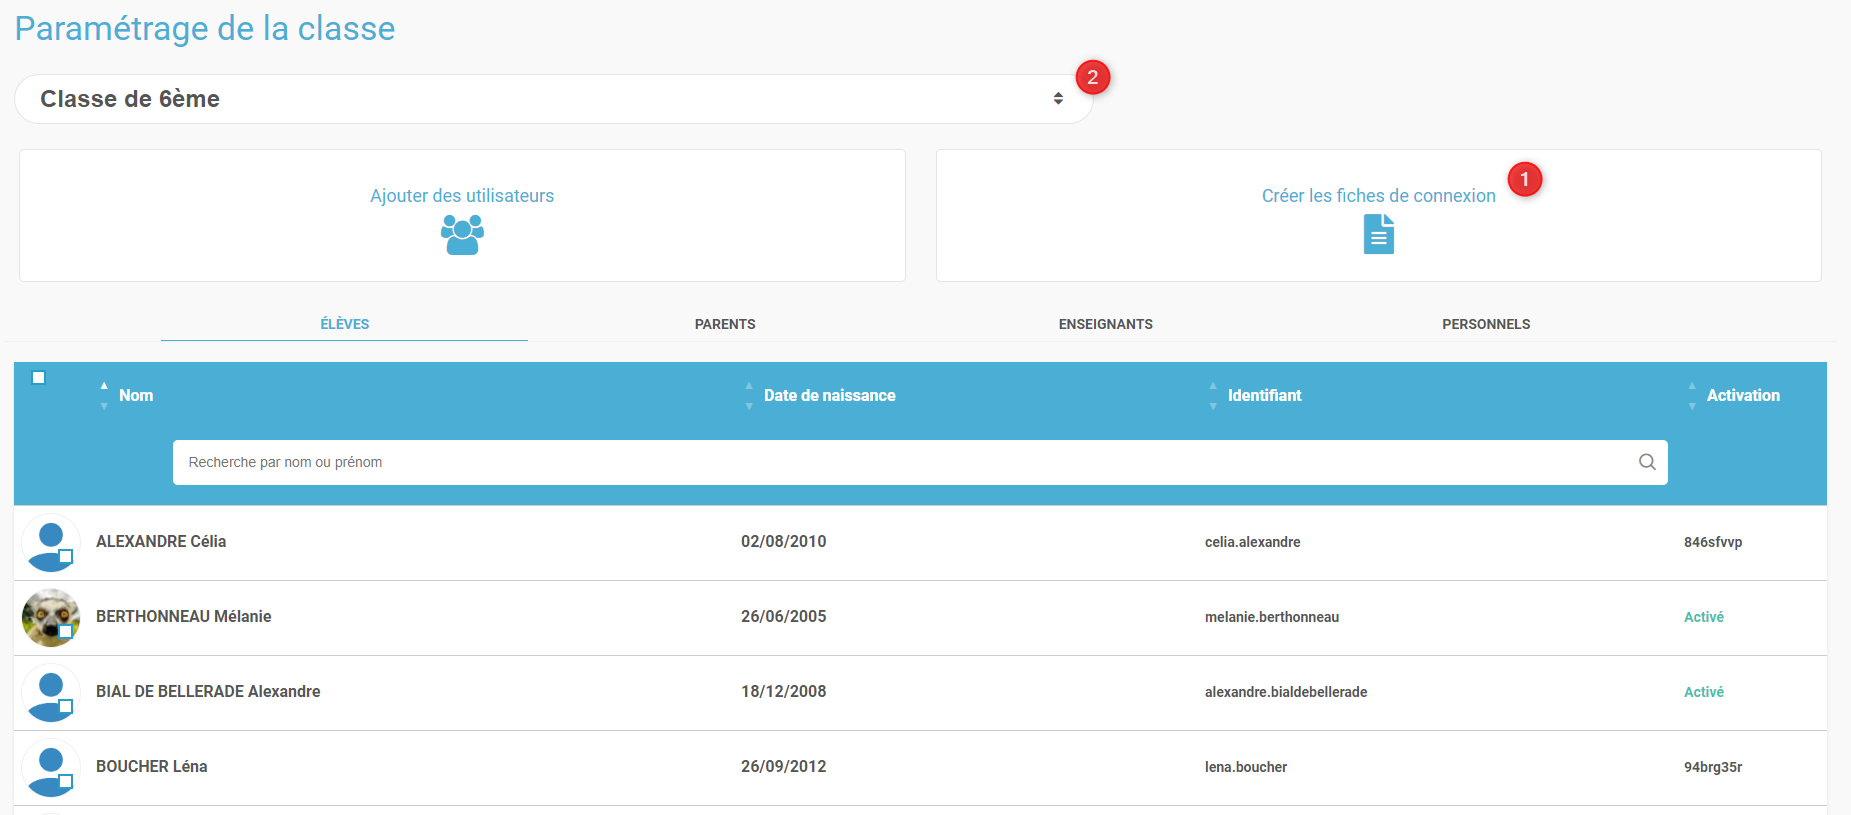 Paramétrage de la classe
Classe de 6ème
2
Ajouter des utilisateurs
Créer les fiches de connexion
1
ÉLÈVES PARENTS ENSEIGNANTS PERSONNELS
Nom Date de naissance Identifiant Activation
Recherche par nom ou prénom
ALEXANDRE Célia 02/08/2010 celia.alexandre 846sfvvp
BERTHONNEAU Mélanie 26/06/2005 melanie.berthonneau Activé
BIAL DE BELLERADE Alexandre 18/12/2008 alexandre.bialdebellerade Activé
BOUCHER Léna 26/09/2012 lena.boucher 94brg35r